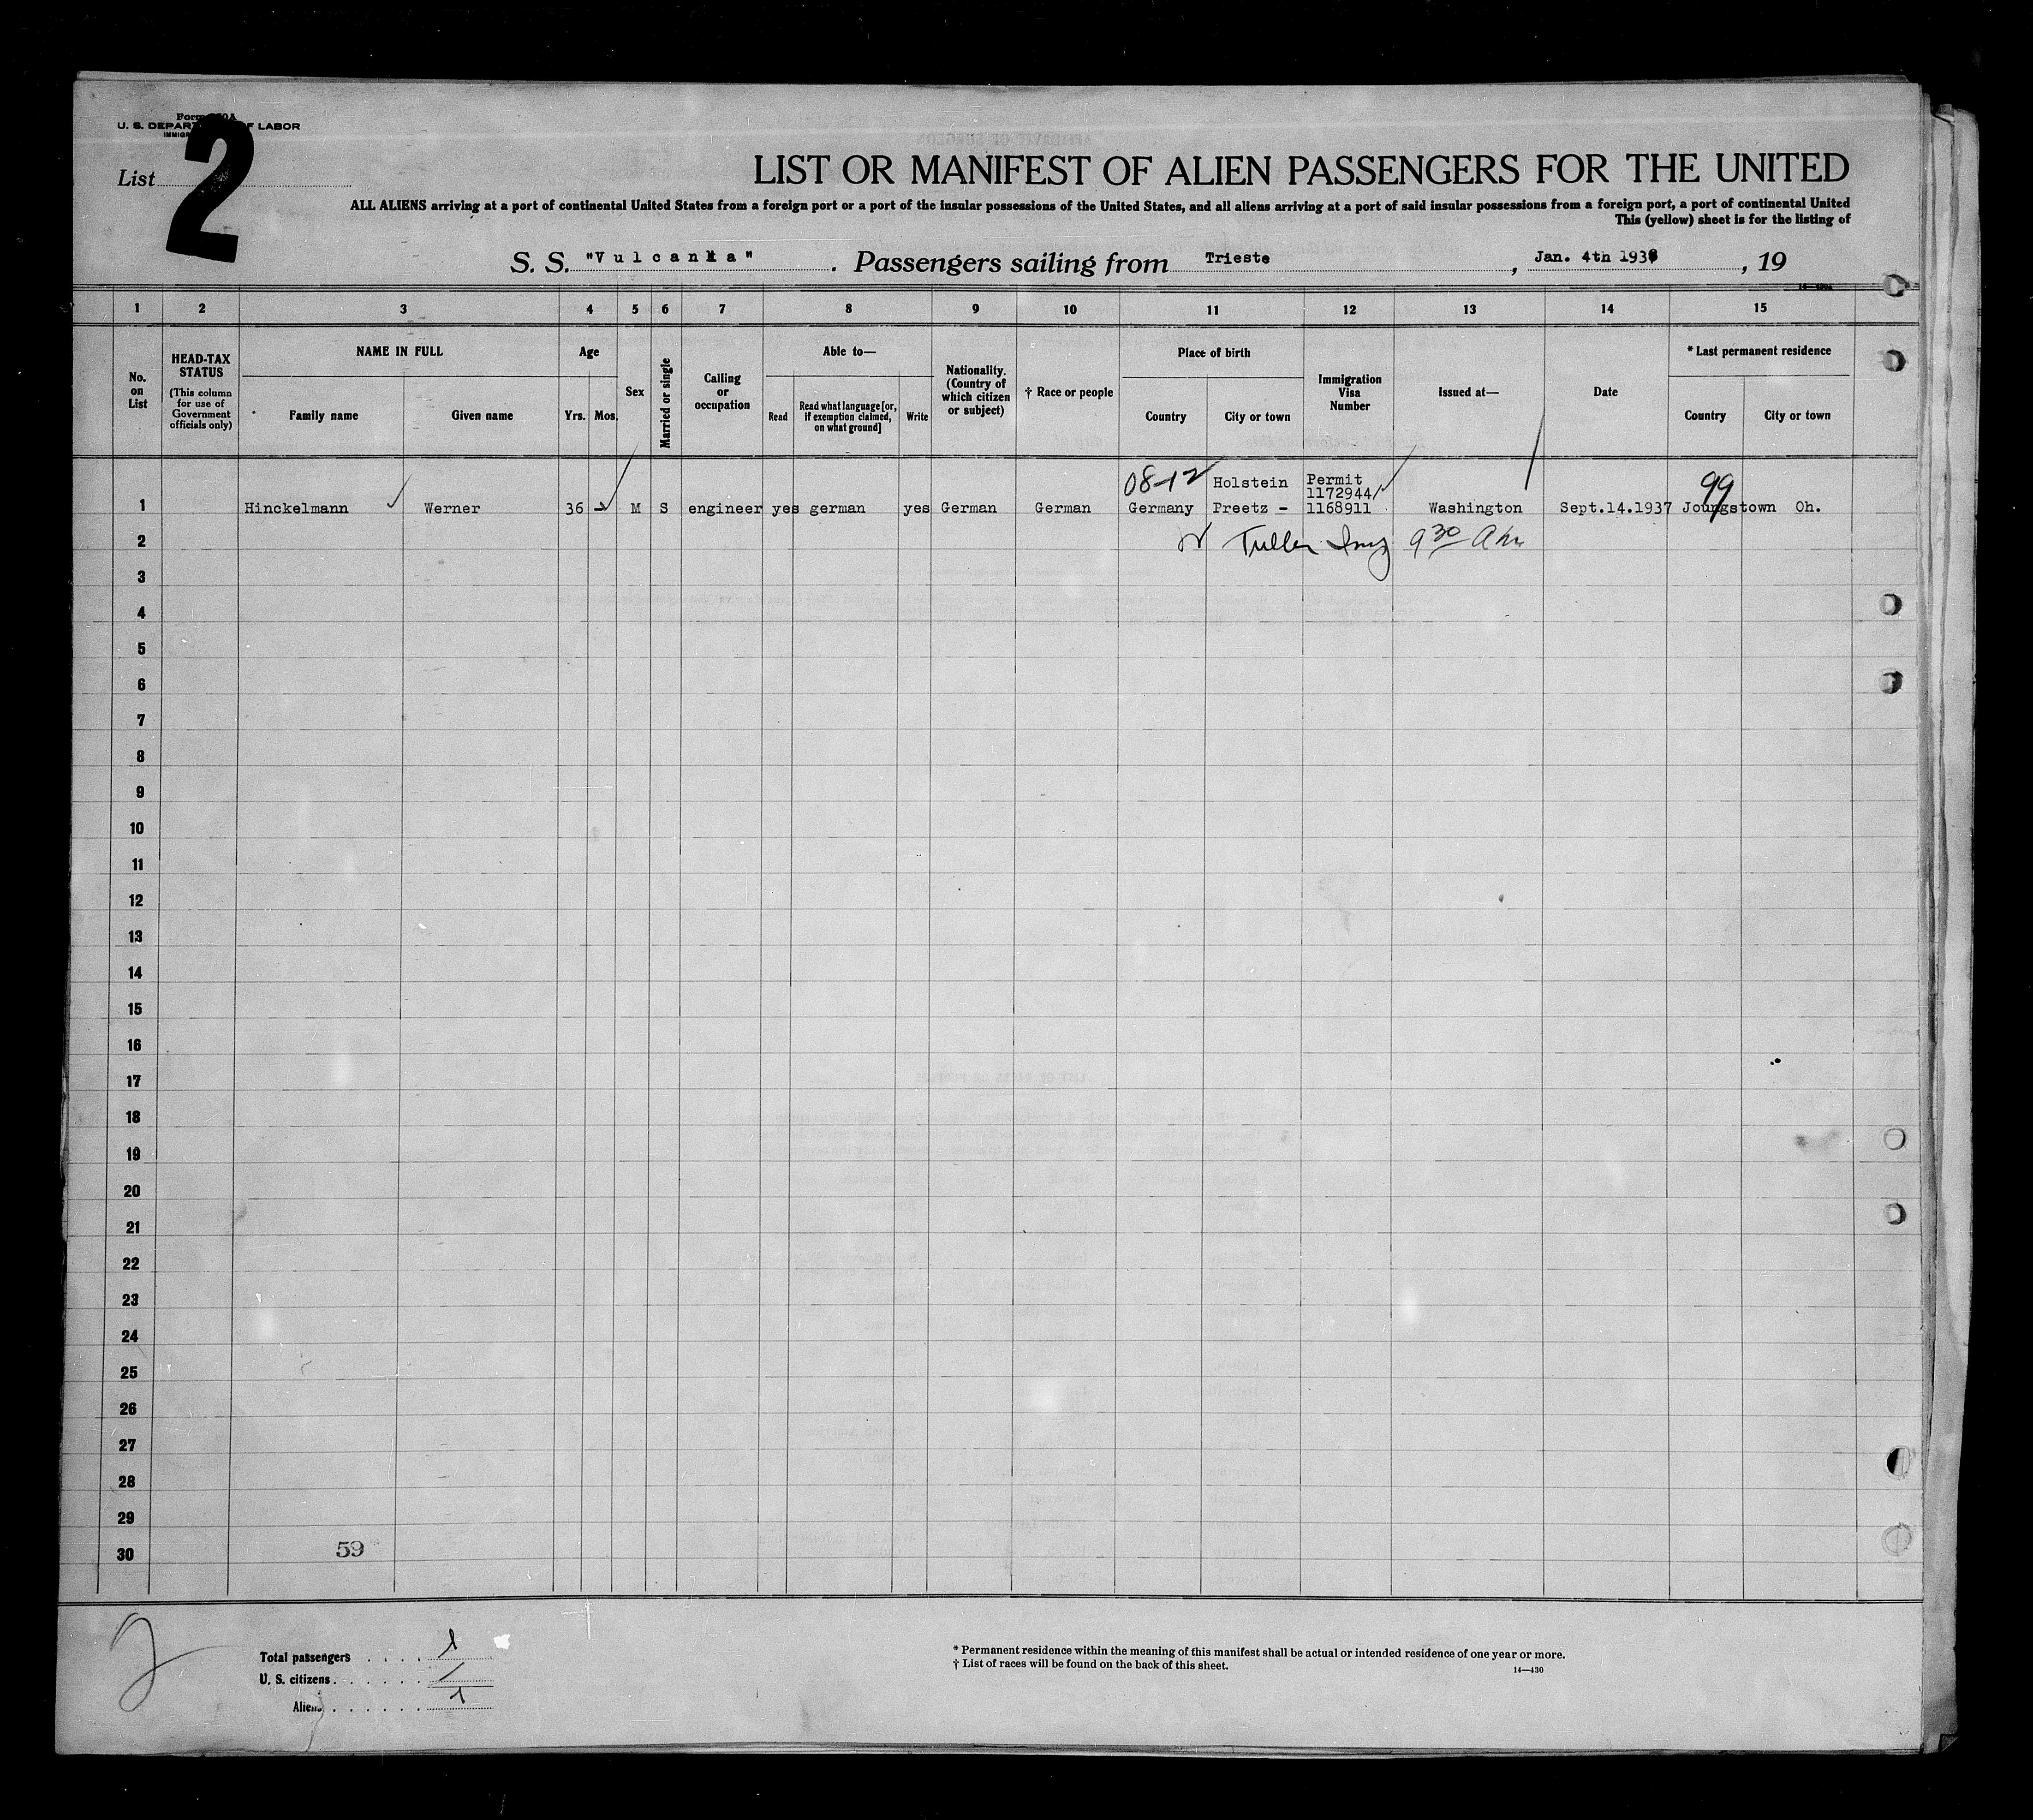 U. S. DEPAR OF LABOR
2
List
LIST OR MANIFEST OF ALIEN PASSENGERS FOR THE UNITED
ALL ALIENS arriving at a port of continental United States from a foreign port or a port of the insular possessions of the United States, and all aliens arriving at a port of said insular possessions from a foreign port, a port of continental United
This (yellow) sheet is for the listing of
S. S. "Vulcania". Passengers sailing from Trieste, Jan. 4th 1938, 19
1 2 3 4 5 6 7 8 9 10 11 12 13 14 15
No. on List
HEAD-TAX STATUS (This column for use of Government officials only)
NAME IN FULL
Family name Given name
Age
Yrs. Mos.
Sex
Married or single
Calling or occupation
Able to—
Read Read what language [or, if exemption claimed, on what ground] Write
Nationality. (Country of which citizen or subject)
† Race or people
Place of birth
Country City or town
Immigration Visa Number
Issued at—
Date
* Last permanent residence
Country City or town
08-12 Holstein Permit 99
1172944
1 Hinckelmann Werner 36 M S engineer yes german yes German German Germany Preetz - 1168911 Washington Sept.14.1937 Joungstown Oh.
2 9 30
3
4
5
6
7
8
9
10
11
12
13
14
15
16
17
18
19
20
21
22
23
24
25
26
27
28
29
30 59
2
Total passengers . . . . 1
U. S. citizens . . . . . . /
Aliens . . . . . . 1
* Permanent residence within the meaning of this manifest shall be actual or intended residence of one year or more.
† List of races will be found on the back of this sheet.
14—430